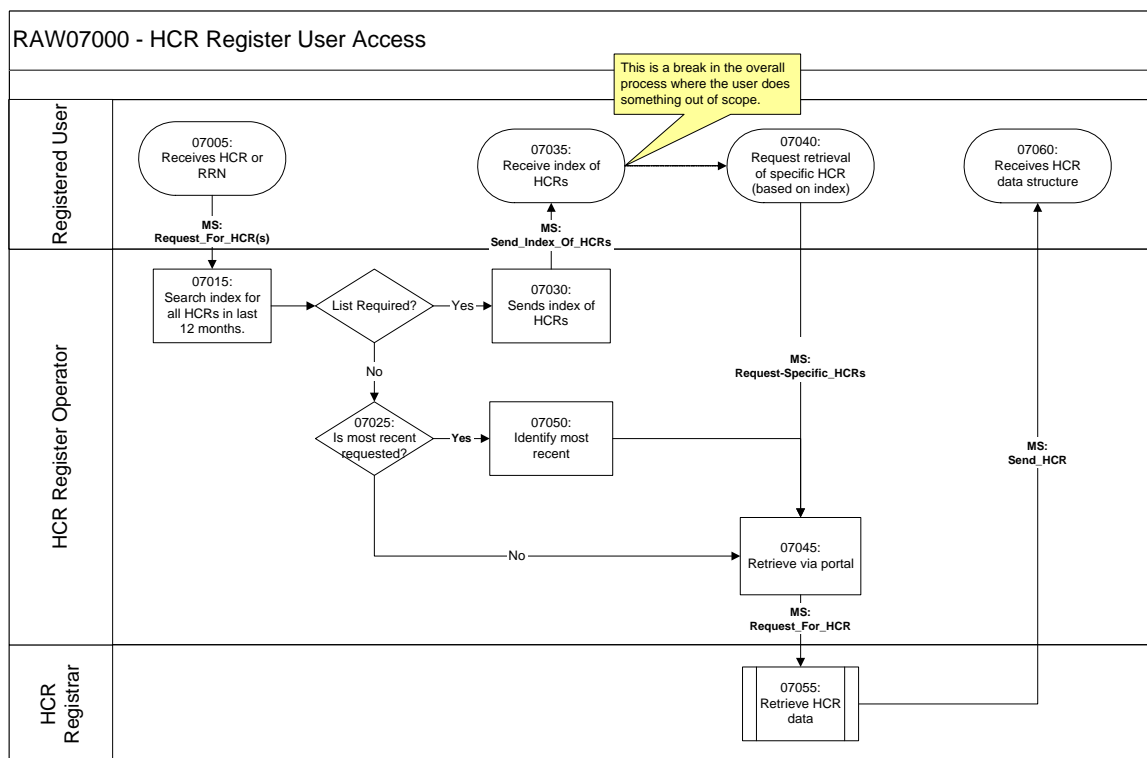 RAW07000 - HCR Register User Access
This is a break in the overall
process where the user does
something out of scope.
Registered User
07005:
Receives HCR or
RRN
07035:
Receive index of
HCRs
07040:
Request retrieval
of specific HCR
(based on index)
07060:
Receives HCR
data structure
MS:
Request_For_HCR(s)
MS:
Send_Index_Of_HCRs
HCR Register Operator
07015:
Search index for
all HCRs in last
12 months.
List Required?
Yes
07030:
Sends index of
HCRs
No
MS:
Request-Specific_HCRs
07025:
Is most recent
requested?
Yes
07050:
Identify most
recent
MS:
Send_HCR
No
07045:
Retrieve via portal
MS:
Request_For_HCR
HCR
Registrar
07055:
Retrieve HCR
data